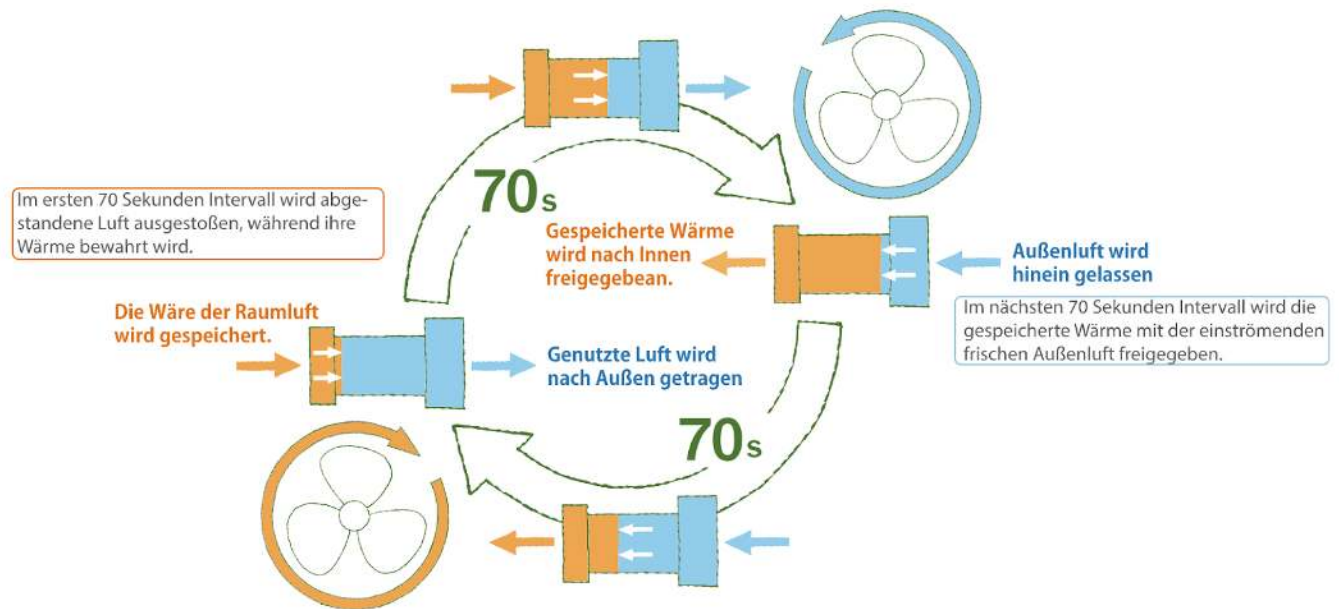 70s
Im ersten 70 Sekunden Intervall wird abge-
standene Luft ausgestoßen, während ihre
Wärme bewahrt wird.
Gespeicherte Wärme
wird nach Innen
freigegebean.
Außenluft wird
hinein gelassen
Im nächsten 70 Sekunden Intervall wird die
gespeicherte Wärme mit der einströmenden
frischen Außenluft freigegeben.
Die Wäre der Raumluft
wird gespeichert.
Genutzte Luft wird
nach Außen getragen
70s